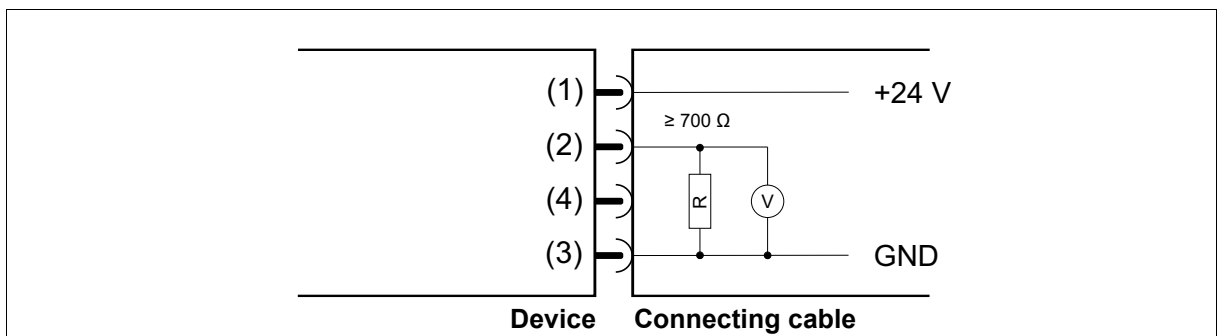 (1) +24 V
≥ 700 Ω
(2)
R V
(4)
(3) GND
Device Connecting cable